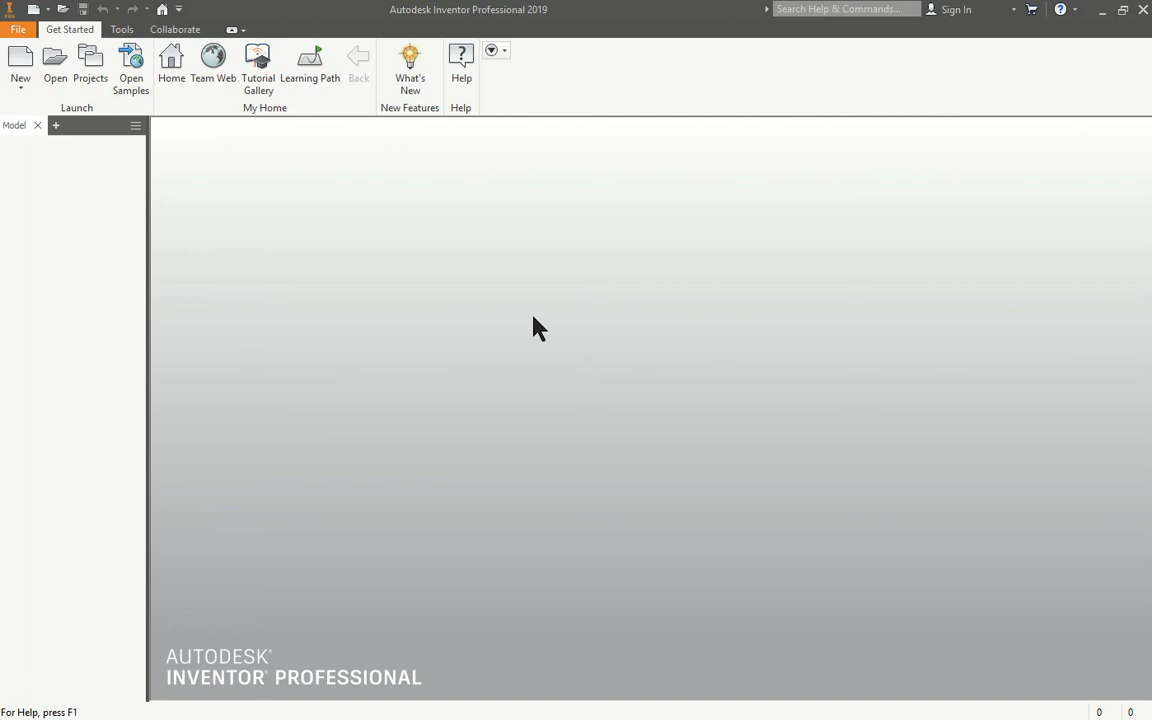 PRO
Autodesk Inventor Professional 2019
Search Help & Commands...
Sign In
File
Get Started
Tools
Collaborate
New
Open
Projects
Open
Samples
Home
Team Web
Tutorial
Gallery
Learning Path
Back
What's
New
Help
Launch
My Home
New Features
Help
Model
AUTODESK®
INVENTOR® PROFESSIONAL
For Help, press F1
0
0